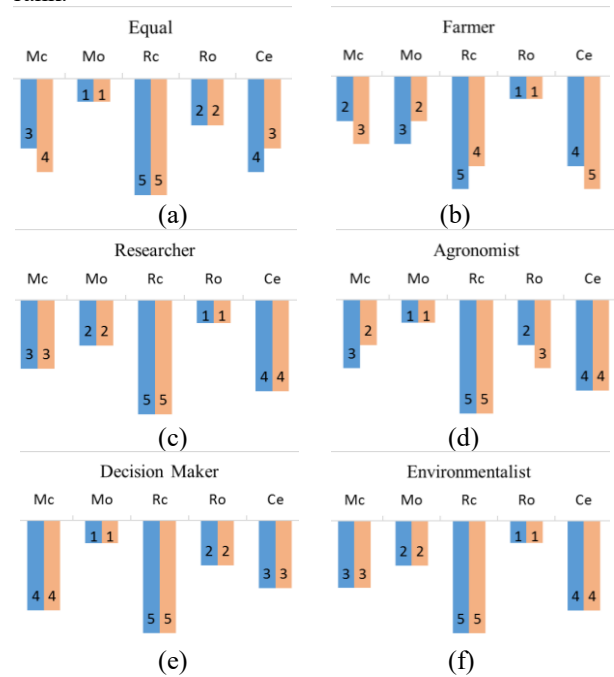 Equal Farmer
Mc Mo Rc Ro Ce Mc Mo Rc Ro Ce
3 4 1 1 5 5 2 2 4 3 2 3 3 2 5 4 1 1 4 5
(a) (b)
Researcher Agronomist
Mc Mo Rc Ro Ce Mc Mo Rc Ro Ce
3 3 2 2 5 5 1 1 4 4 3 2 1 1 5 5 2 3 4 4
(c) (d)
Decision Maker Environmentalist
Mc Mo Rc Ro Ce Mc Mo Rc Ro Ce
4 4 1 1 5 5 2 2 3 3 3 3 2 2 5 5 1 1 4 4
(e) (f)